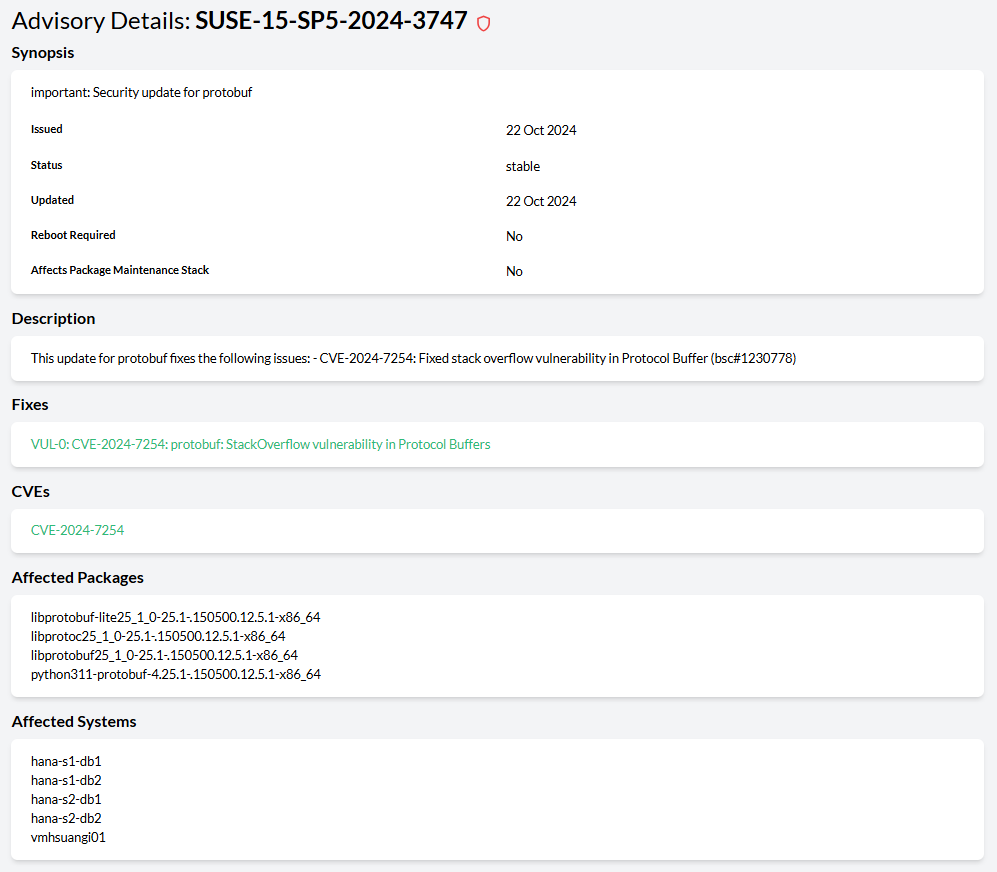 Advisory Details: SUSE-15-SP5-2024-3747
Synopsis
important: Security update for protobuf
Issued 22 Oct 2024
Status stable
Updated 22 Oct 2024
Reboot Required No
Affects Package Maintenance Stack No
Description
This update for protobuf fixes the following issues: - CVE-2024-7254: Fixed stack overflow vulnerability in Protocol Buffer (bsc#1230778)
Fixes
VUL-0: CVE-2024-7254: protobuf: StackOverflow vulnerability in Protocol Buffers
CVEs
CVE-2024-7254
Affected Packages
libprotobuf-lite25_1_0-25.1-.150500.12.5.1-x86_64
libprotoc25_1_0-25.1-.150500.12.5.1-x86_64
libprotobuf25_1_0-25.1-.150500.12.5.1-x86_64
python311-protobuf-4.25.1-.150500.12.5.1-x86_64
Affected Systems
hana-s1-db1
hana-s1-db2
hana-s2-db1
hana-s2-db2
vmhsuangi01